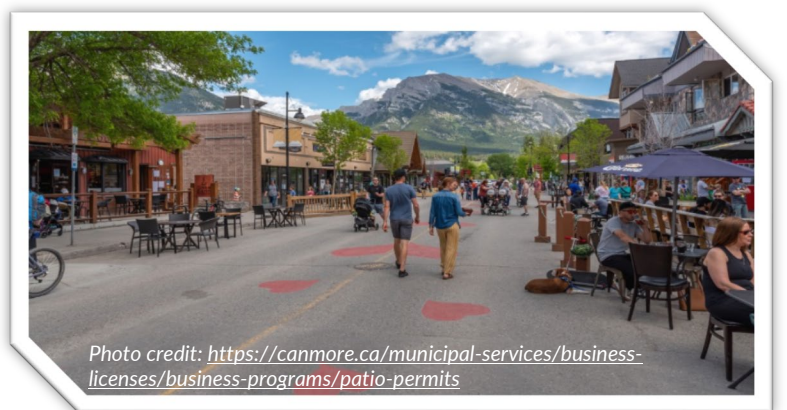 Photo credit: https://canmore.ca/municipal-services/business-
licenses/business-programs/patio-permits